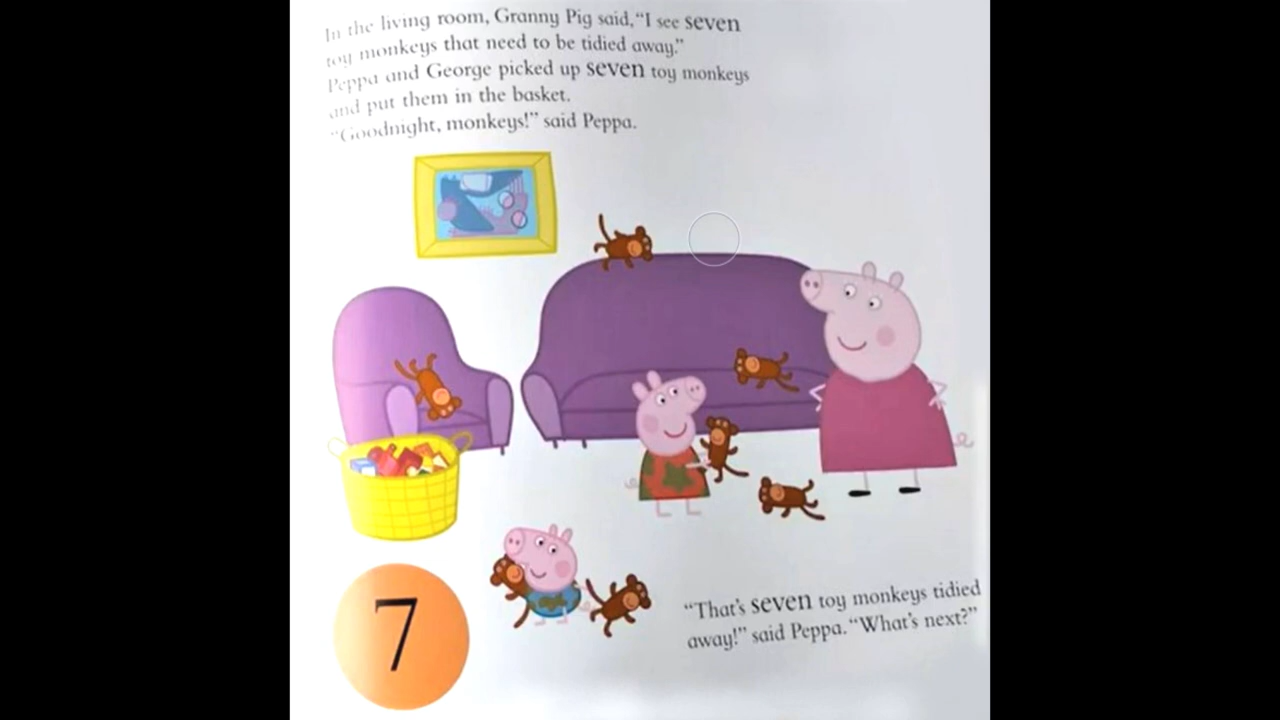 In the living room, Granny Pig said, “I see seven
toy monkeys that need to be tidied away.”
Peppa and George picked up seven toy monkeys
and put them in the basket.
“Goodnight, monkeys!” said Peppa.
7
“That's seven toy monkeys tidied
away!” said Peppa. “What's next?”